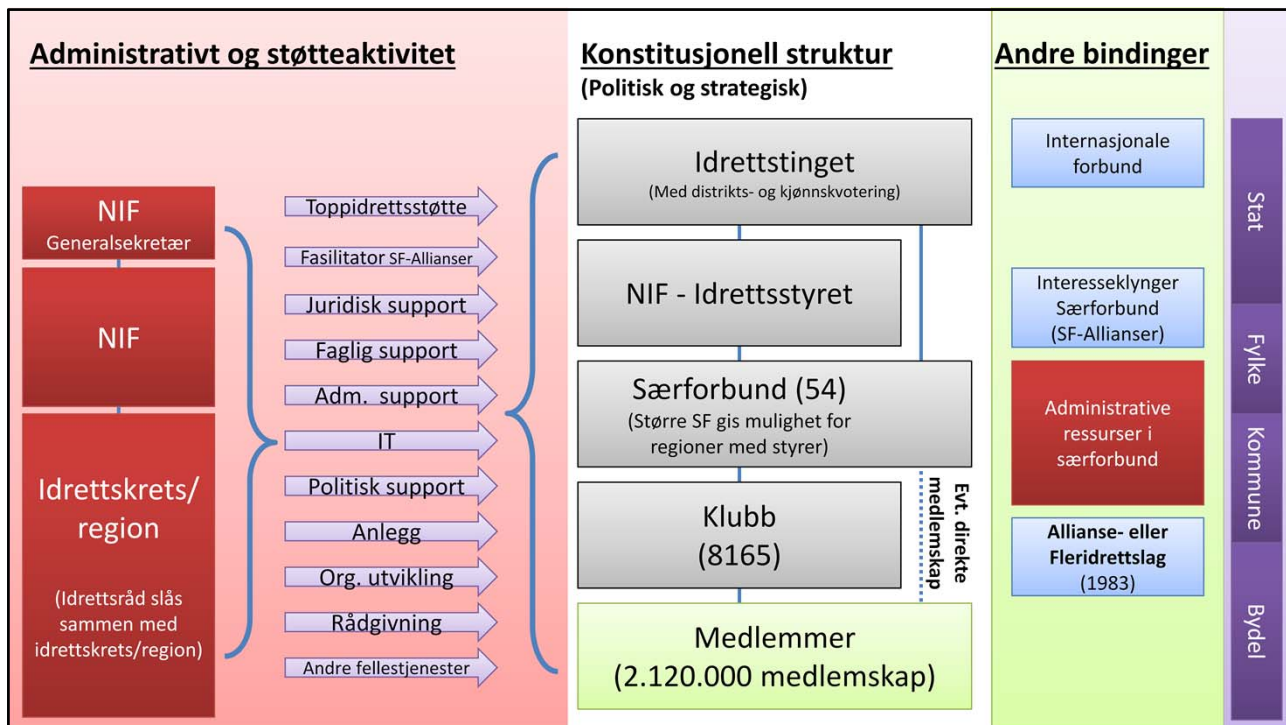 Administrativt og støtteaktivitet
NIF
Generalsekretær
NIF
Idrettskrets/
region
(Idrettsråd slås
sammen med
idrettskrets/region)
Toppidrettsstøtte
Fasilitator SF-Allianser
Juridisk support
Faglig support
Adm. support
IT
Politisk support
Anlegg
Org. utvikling
Rådgivning
Andre fellestjenester
Konstitusjonell struktur
(Politisk og strategisk)
Idrettstinget
(Med distrikts- og kjønnskvotering)
NIF - Idrettsstyret
Særforbund (54)
(Større SF gis mulighet for
regioner med styrer)
Klubb
(8165)
Evt. direkte
medlemskap
Medlemmer
(2.120.000 medlemskap)
Andre bindinger
Internasjonale
forbund
Interesseklynger
Særforbund
(SF-Allianser)
Administrative
ressurser i
særforbund
Allianse- eller
Fleridrettslag
(1983)
Stat
Fylke
Kommune
Bydel